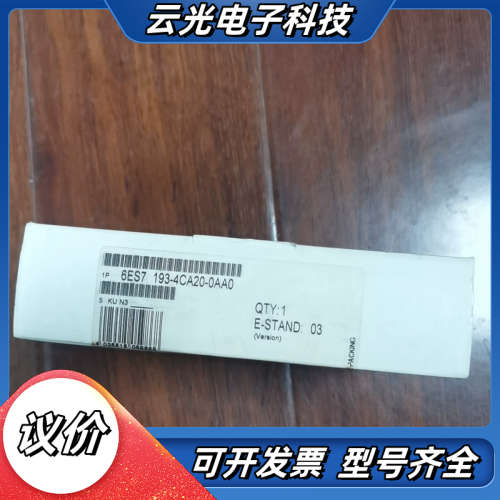 云光电子科技
1P 6ES7 193-4CA20-0AA0
S KU N3
QTY:1
E-STAND: 03
(Version)
PACKING
议价
可开发票 型号齐全